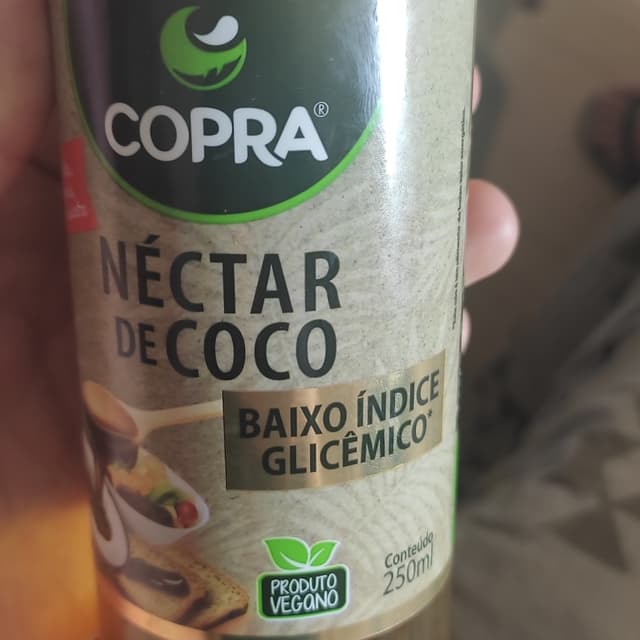 COPRA®
NÉCTAR
DE COCO
BAIXO ÍNDICE
GLICÊMICO*
PRODUTO
VEGANO
Conteúdo
250ml